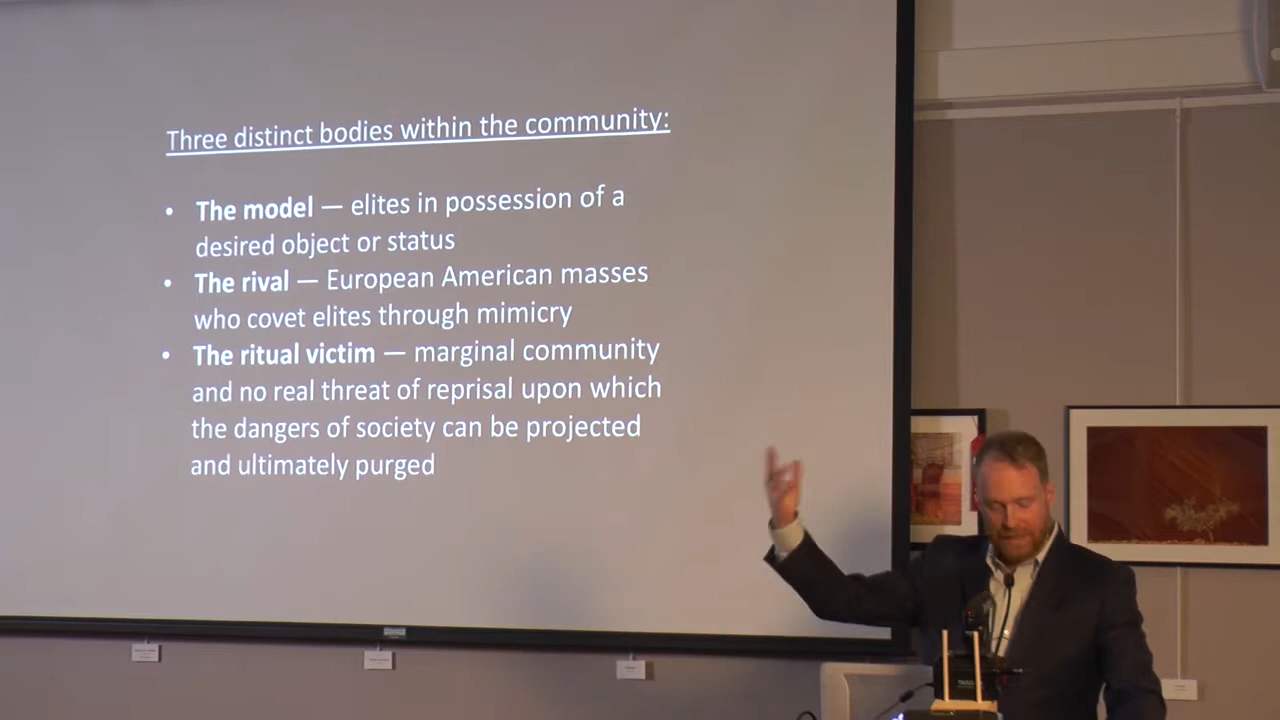 Three distinct bodies within the community:
• The model — elites in possession of a
desired object or status
• The rival — European American masses
who covet elites through mimicry
• The ritual victim — marginal community
and no real threat of reprisal upon which
the dangers of society can be projected
and ultimately purged